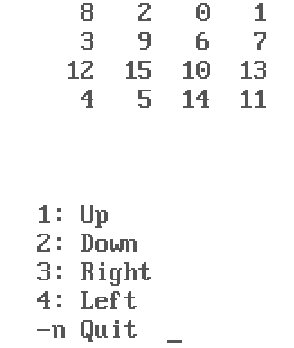 8 2 0 1
3 9 6 7
12 15 10 13
4 5 14 11
1: Up
2: Down
3: Right
4: Left
-n Quit _